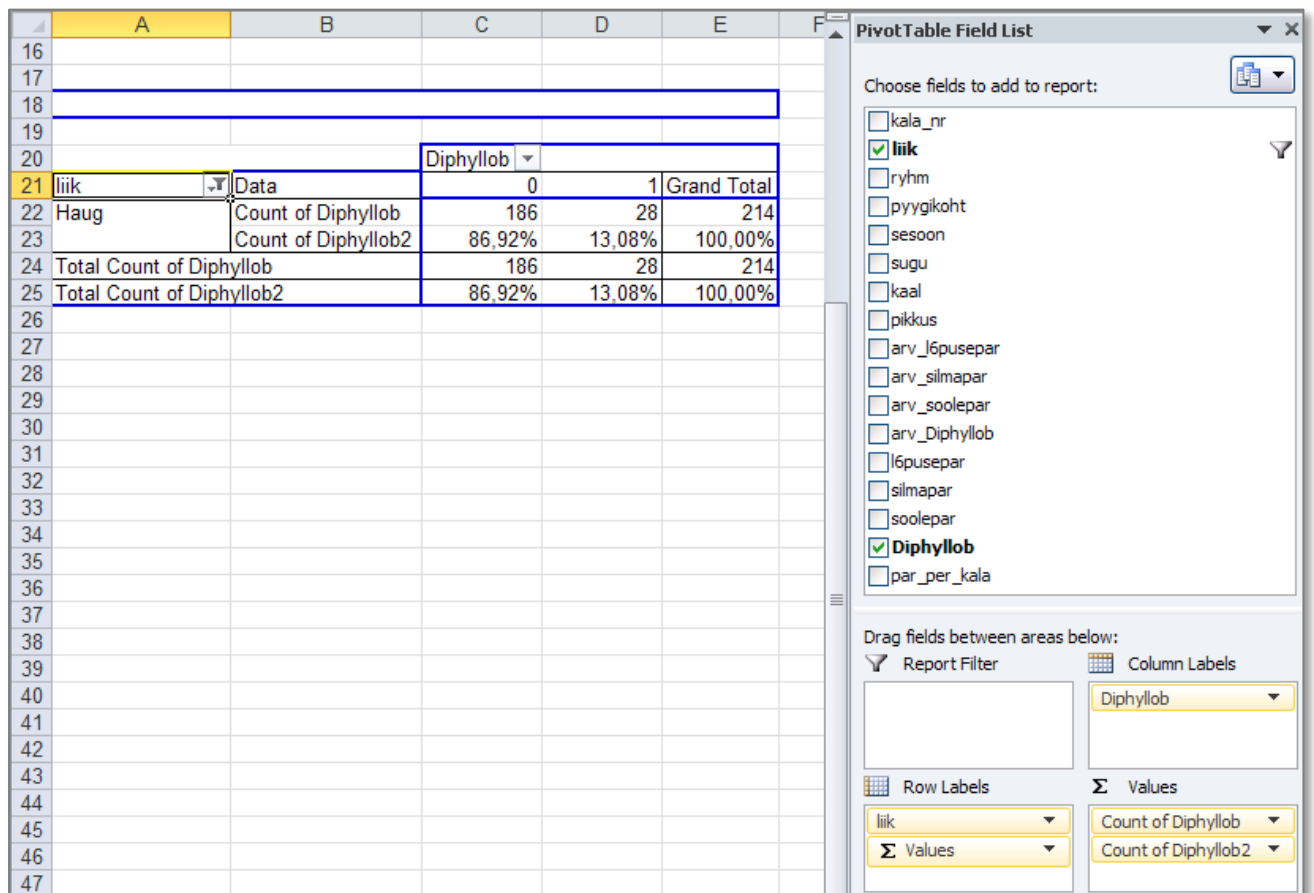 A B C D E F
16
17
18
19
20 Diphyllob
21 liik Data 0 1 Grand Total
22 Haug Count of Diphyllob 186 28 214
23 Count of Diphyllob2 86,92% 13,08% 100,00%
24 Total Count of Diphyllob 186 28 214
25 Total Count of Diphyllob2 86,92% 13,08% 100,00%
26
27
28
29
30
31
32
33
34
35
36
37
38
39
40
41
42
43
44
45
46
47
PivotTable Field List
Choose fields to add to report:
kala_nr
liik
ryhm
pyygikoht
sesoon
sugu
kaal
pikkus
arv_l6pusepar
arv_silmapar
arv_soolepar
arv_Diphyllob
l6pusepar
silmapar
soolepar
Diphyllob
par_per_kala
Drag fields between areas below:
Report Filter
Column Labels
Diphyllob
Row Labels
liik
Σ Values
Σ Values
Count of Diphyllob
Count of Diphyllob2